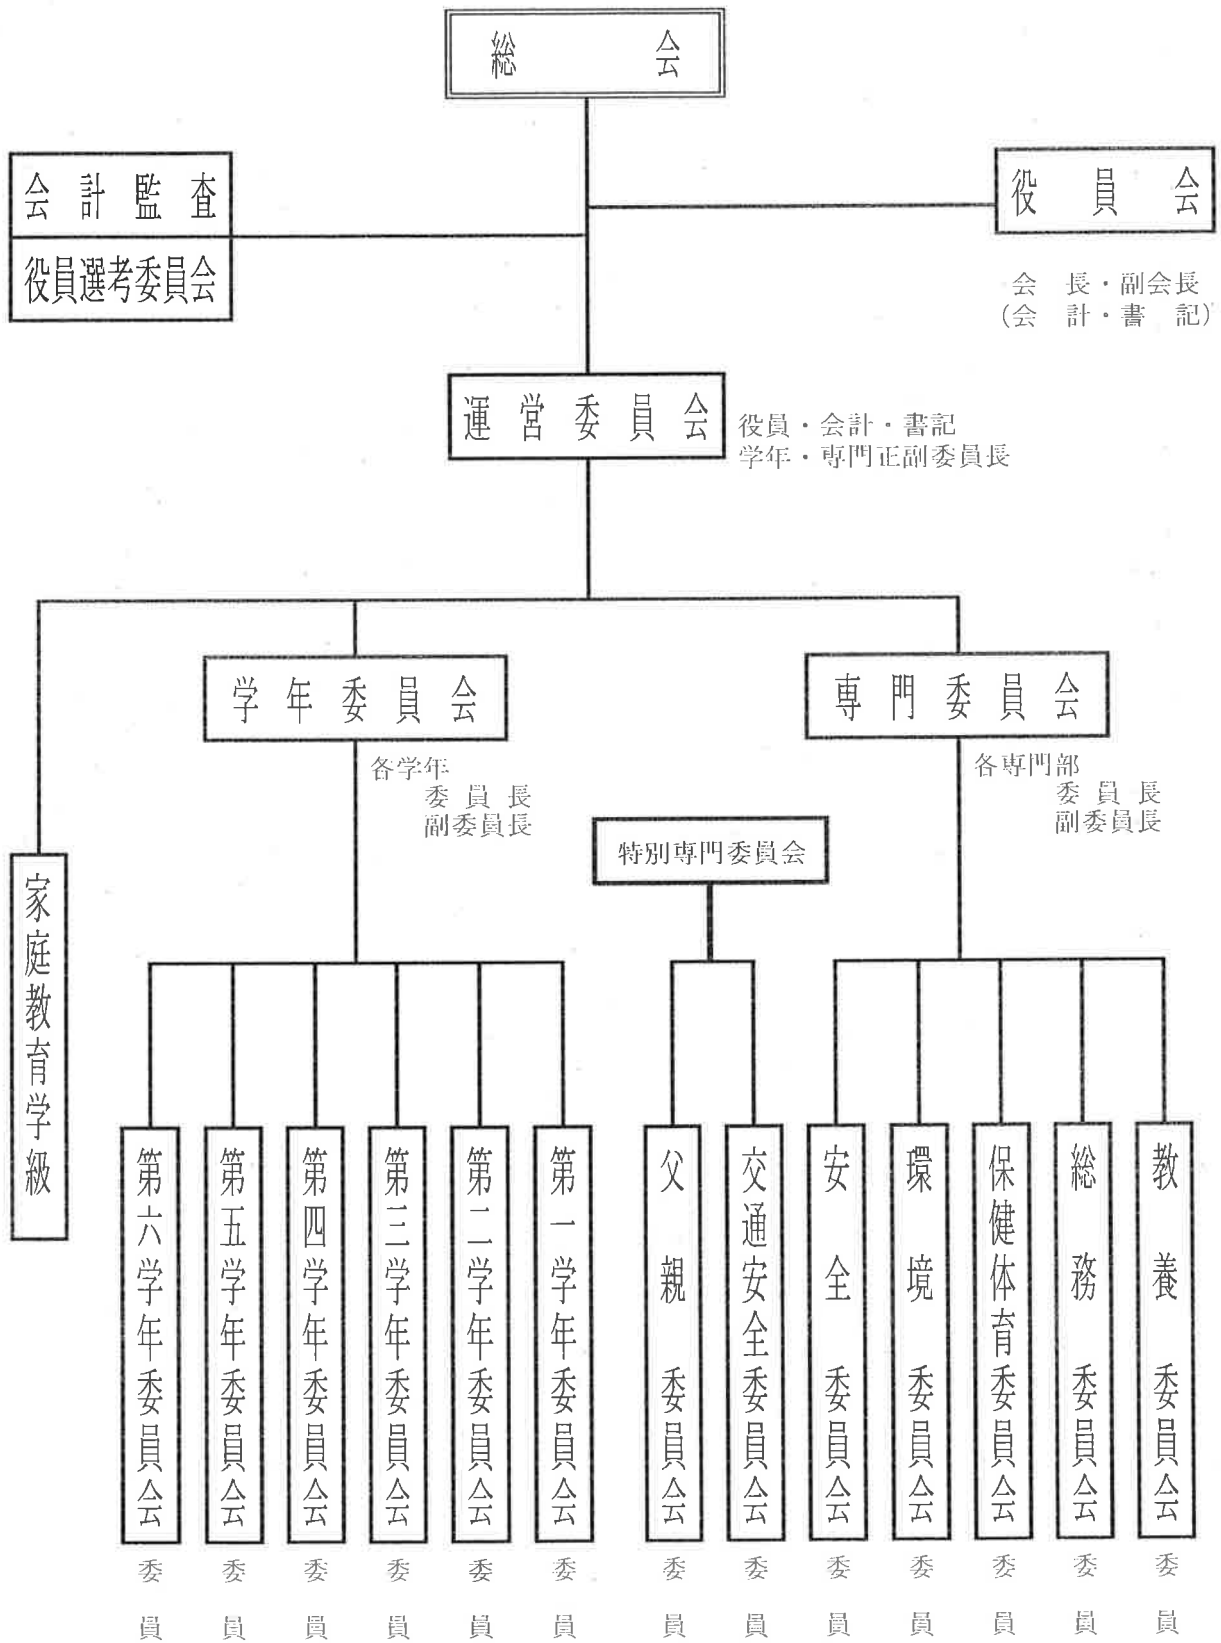 総会
会計監査
役員選考委員会
役員会
会 長・副会長
(会 計・書 記)
運営委員会
役員・会計・書記
学年・専門正副委員長
学年委員会
各学年
委員長
副委員長
専門委員会
各専門部
委員長
副委員長
特別専門委員会
家庭教育学級
第六学年委員会
第五学年委員会
第四学年委員会
第三学年委員会
第二学年委員会
第一学年委員会
父親委員会
交通安全委員会
安全委員会
環境委員会
保健体育委員会
総務委員会
教養委員会
委員
委員
委員
委員
委員
委員
委員
委員
委員
委員
委員
委員
委員